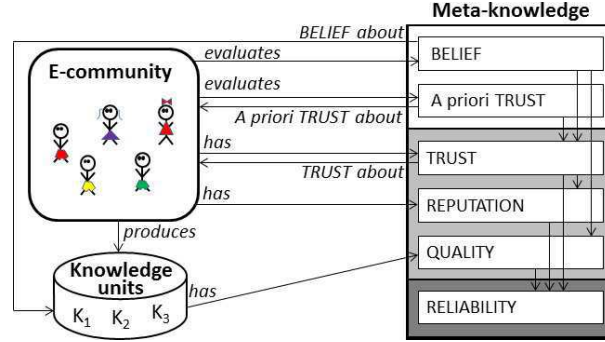 Meta-knowledge
BELIEF about
evaluates
BELIEF
E-community
evaluates
A priori TRUST
A priori TRUST about
has
TRUST
TRUST about
has
REPUTATION
produces
QUALITY
Knowledge
units
has
K1 K2 K3
RELIABILITY